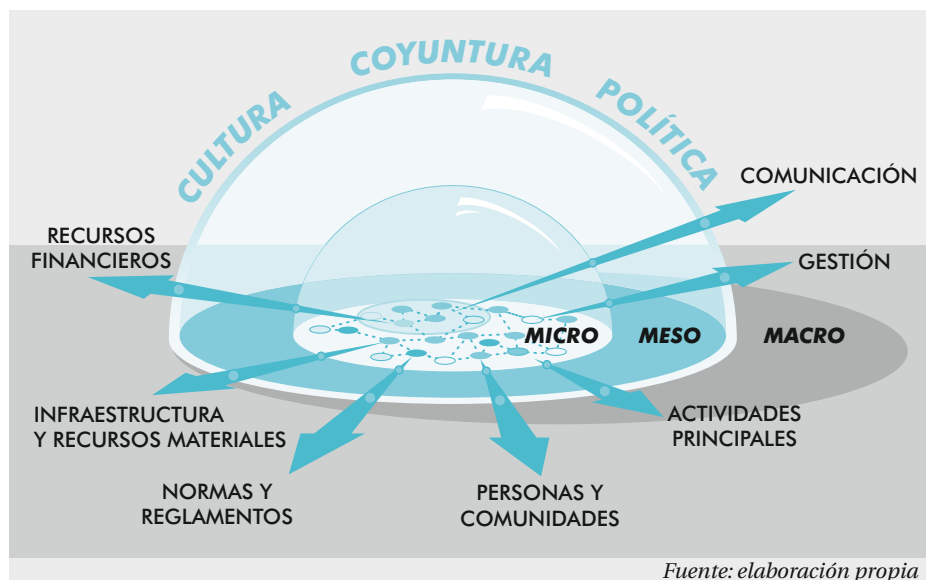 CULTURA
COYUNTURA
POLÍTICA
COMUNICACIÓN
RECURSOS
FINANCIEROS
GESTIÓN
MICRO
MESO
MACRO
INFRAESTRUCTURA
Y RECURSOS MATERIALES
ACTIVIDADES
PRINCIPALES
NORMAS Y
REGLAMENTOS
PERSONAS Y
COMUNIDADES
Fuente: elaboración propia